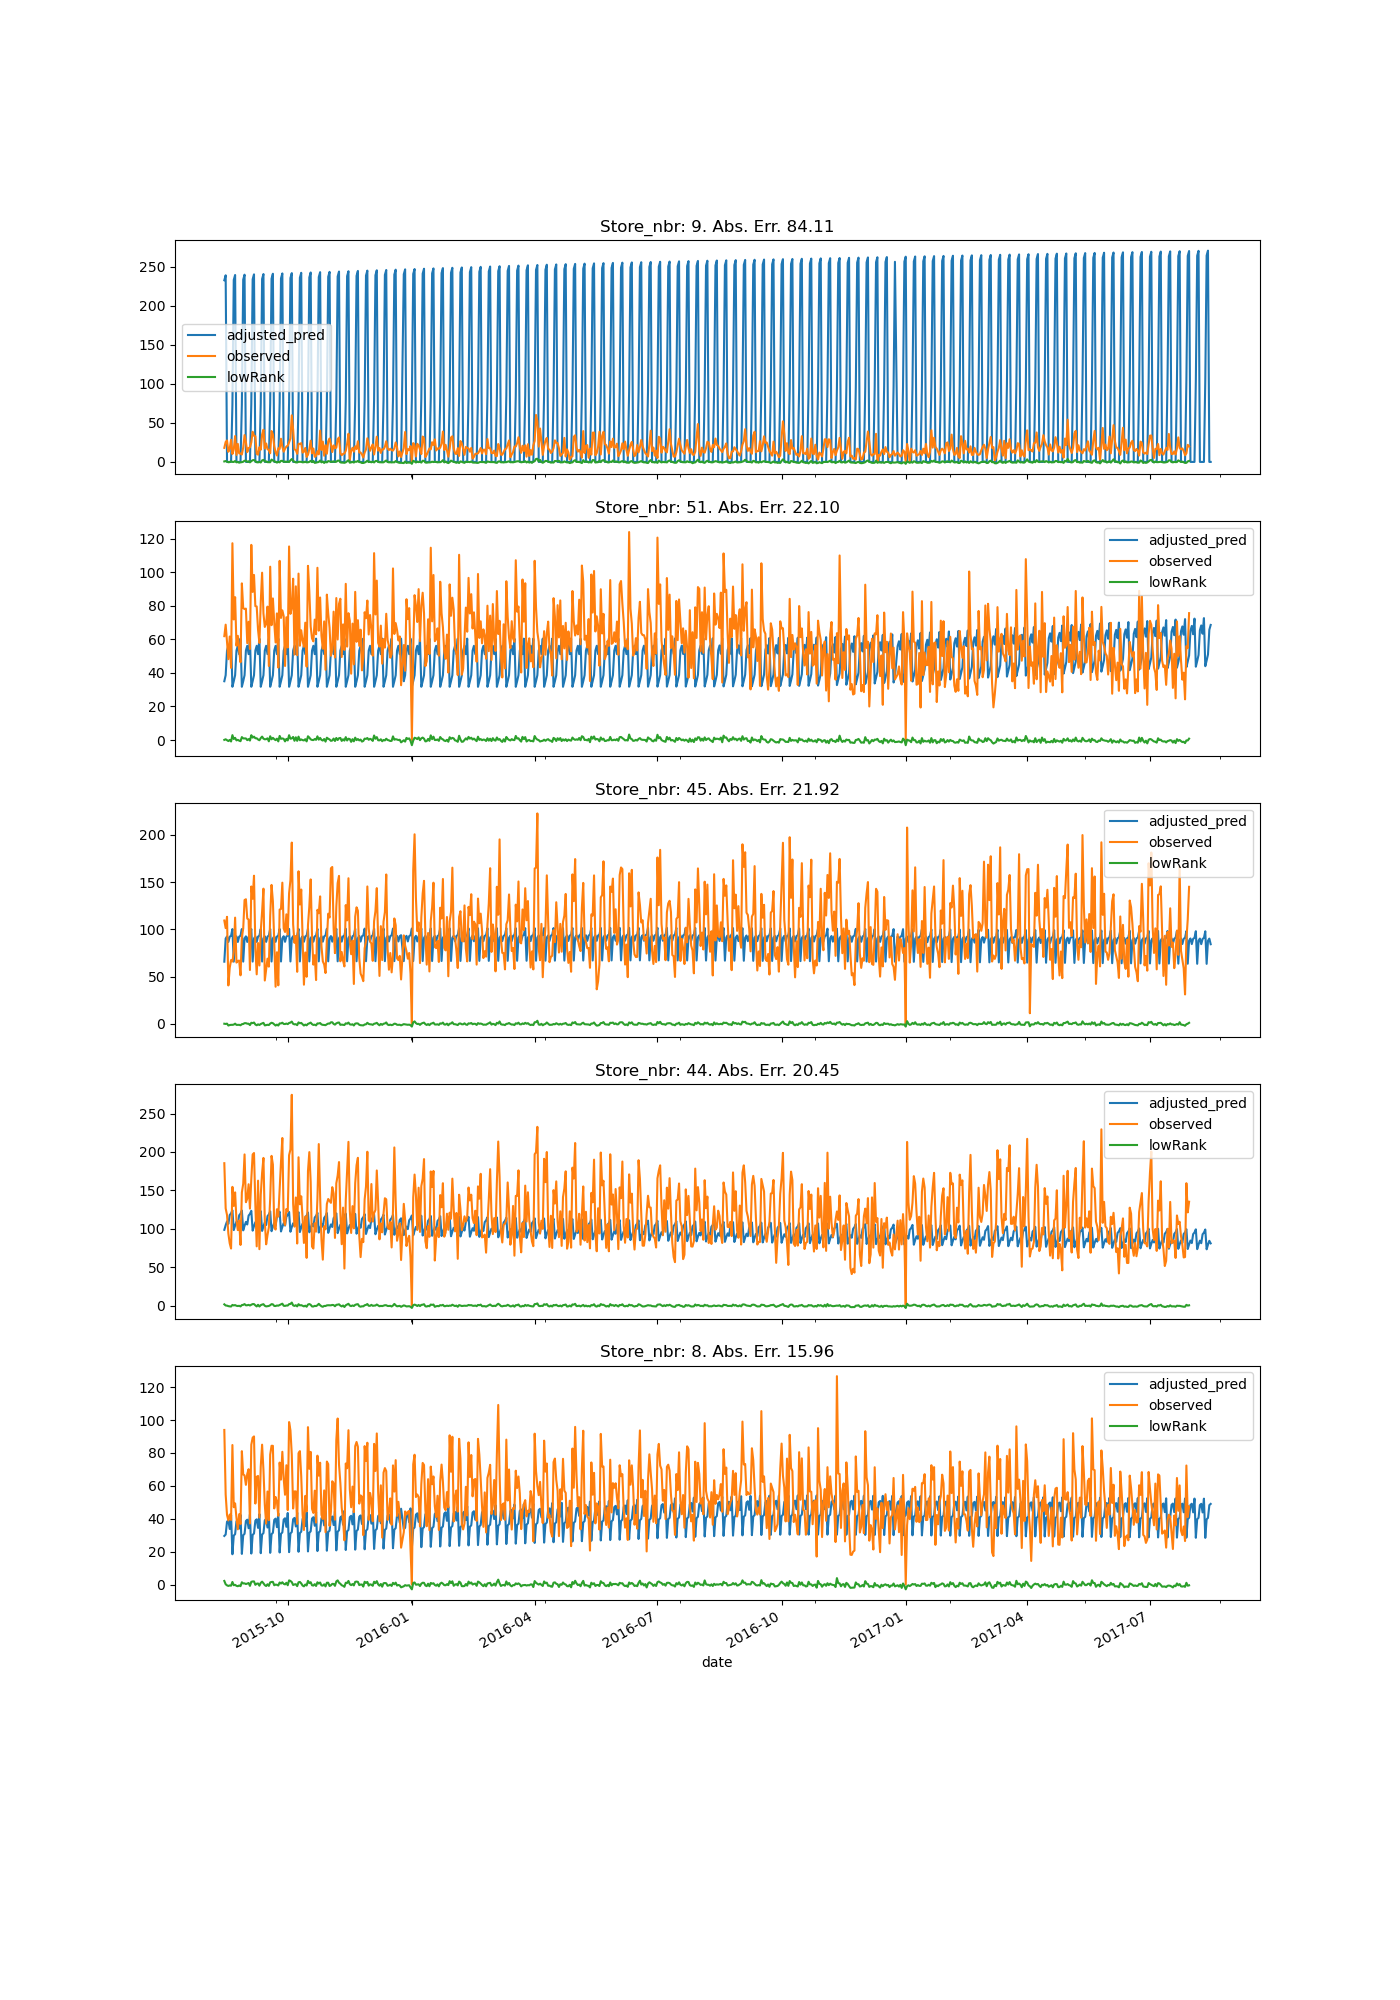 Store_nbr: 9. Abs. Err. 84.11
250
200
150
100
50
0
adjusted_pred
observed
lowRank
Store_nbr: 51. Abs. Err. 22.10
120
100
80
60
40
20
0
adjusted_pred
observed
lowRank
Store_nbr: 45. Abs. Err. 21.92
200
150
100
50
0
adjusted_pred
observed
lowRank
Store_nbr: 44. Abs. Err. 20.45
250
200
150
100
50
0
adjusted_pred
observed
lowRank
Store_nbr: 8. Abs. Err. 15.96
120
100
80
60
40
20
0
adjusted_pred
observed
lowRank
2015-10
2016-01
2016-04
2016-07
2016-10
2017-01
2017-04
2017-07
date